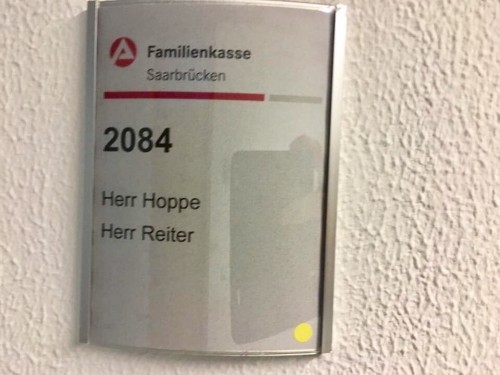 Familienkasse
Saarbrücken
2084
Herr Hoppe
Herr Reiter